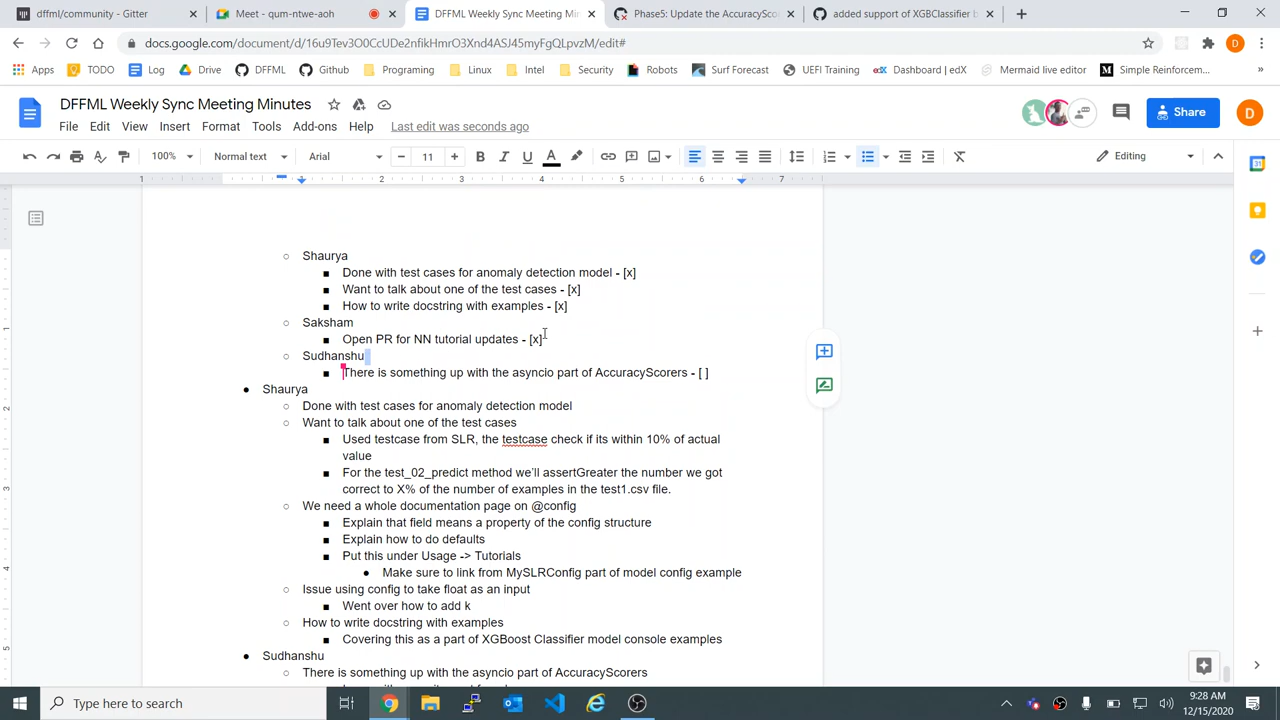 dffml/community - Gitter
Meet - qum-ntwe-aoh
DFFML Weekly Sync Meeting Min
Phase5: Update the AccuracySco
added support of XGBClassifier b
docs.google.com/document/d/16u9Tev3O0CcUDe2nfikHmrO3Xnd4ASJ45myFgQLpvzM/edit#
Apps
TODO
Log
Drive
DFFML
Github
Programing
Linux
Intel
Security
Robots
Surf Forecast
UEFI Training
Dashboard | edX
Mermaid live editor
Simple Reinforcem...
»
DFFML Weekly Sync Meeting Minutes
File Edit View Insert Format Tools Add-ons Help Last edit was seconds ago
Share
D
100% Normal text Arial 11 B I U A Editing
1 1 2 3 4 5 6 7
Shaurya
Done with test cases for anomaly detection model - [x]
Want to talk about one of the test cases - [x]
How to write docstring with examples - [x]
Saksham
Open PR for NN tutorial updates - [x]
Sudhanshu
There is something up with the asyncio part of AccuracyScorers - [ ]
Shaurya
Done with test cases for anomaly detection model
Want to talk about one of the test cases
Used testcase from SLR, the testcase check if its within 10% of actual
value
For the test_02_predict method we'll assertGreater the number we got
correct to X% of the number of examples in the test1.csv file.
We need a whole documentation page on @config
Explain that field means a property of the config structure
Explain how to do defaults
Put this under Usage -> Tutorials
Make sure to link from MySLRConfig part of model config example
Issue using config to take float as an input
Went over how to add k
How to write docstring with examples
Covering this as a part of XGBoost Classifier model console examples
Sudhanshu
There is something up with the asyncio part of AccuracyScorers
Type here to search
9:28 AM
12/15/2020